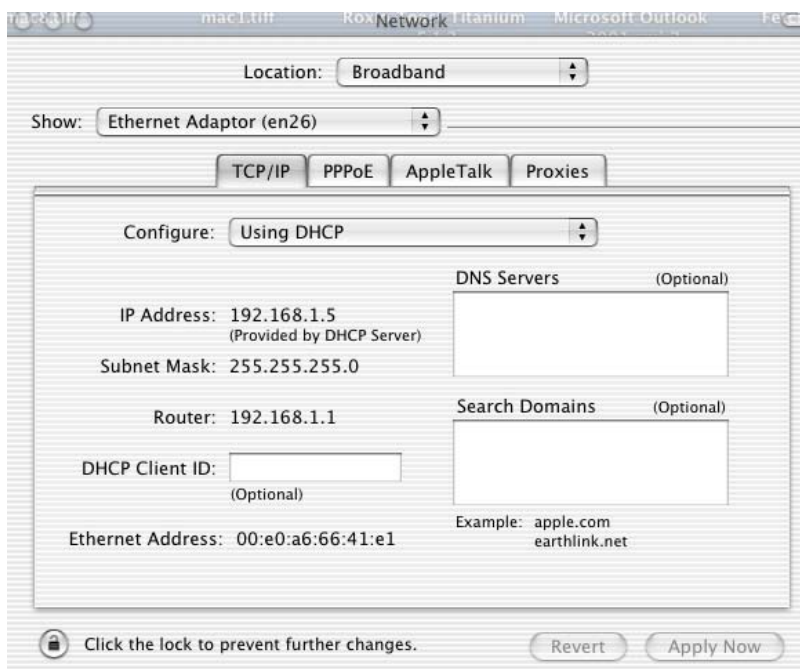 mac1.tiff Titanium Microsoft Outlook
Network
Location: Broadband
Show: Ethernet Adaptor (en26)
TCP/IP PPPoE AppleTalk Proxies
Configure: Using DHCP
DNS Servers (Optional)
IP Address: 192.168.1.5
(Provided by DHCP Server)
Subnet Mask: 255.255.255.0
Search Domains (Optional)
Router: 192.168.1.1
DHCP Client ID:
(Optional)
Example: apple.com
earthlink.net
Ethernet Address: 00:e0:a6:66:41:e1
Click the lock to prevent further changes.
Revert Apply Now